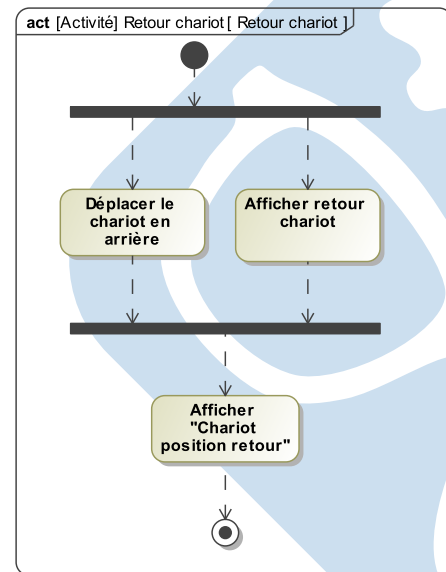 act [Activité] Retour chariot [ Retour chariot ]
Déplacer le
chariot en
arrière
Afficher retour
chariot
Afficher
"Chariot
position retour"